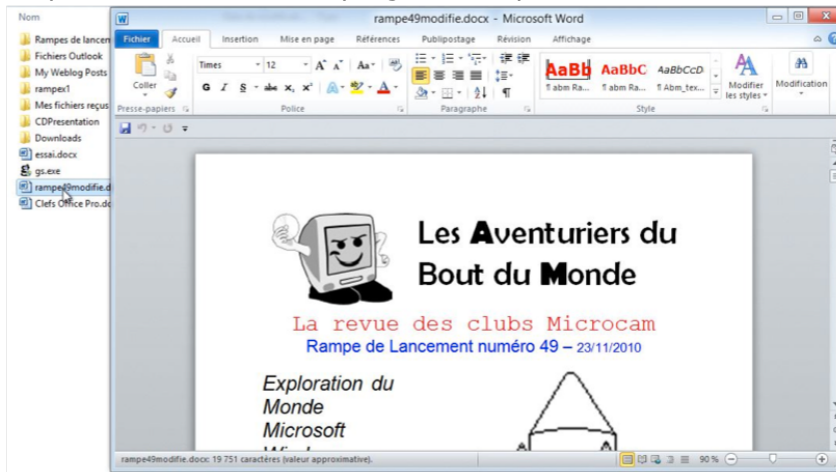 Nom
Rampes de lancem
Fichiers Outlook
My Weblog Posts
rampex1
Mes fichiers reçus
CDPresentation
Downloads
essai.docx
gs.exe
rampe49modifie.d
Clefs Office Pro.do
rampe49modifie.docx - Microsoft Word
Fichier Accueil Insertion Mise en page Références Publipostage Révision Affichage
Coller
Presse-papiers
Times 12
G I S abc x₂ x²
Police
Paragraphe
AaBb AaBbC AaBbCcD
¶ abm Ra... ¶ abm Ra... ¶ Abm_tex...
Modifier les styles
Style
Modification
Les Aventuriers du
Bout du Monde
La revue des clubs Microcam
Rampe de Lancement numéro 49 – 23/11/2010
Exploration du
Monde
Microsoft
rampe49modifie.docx: 19 751 caractères (valeur approximative).
90 %